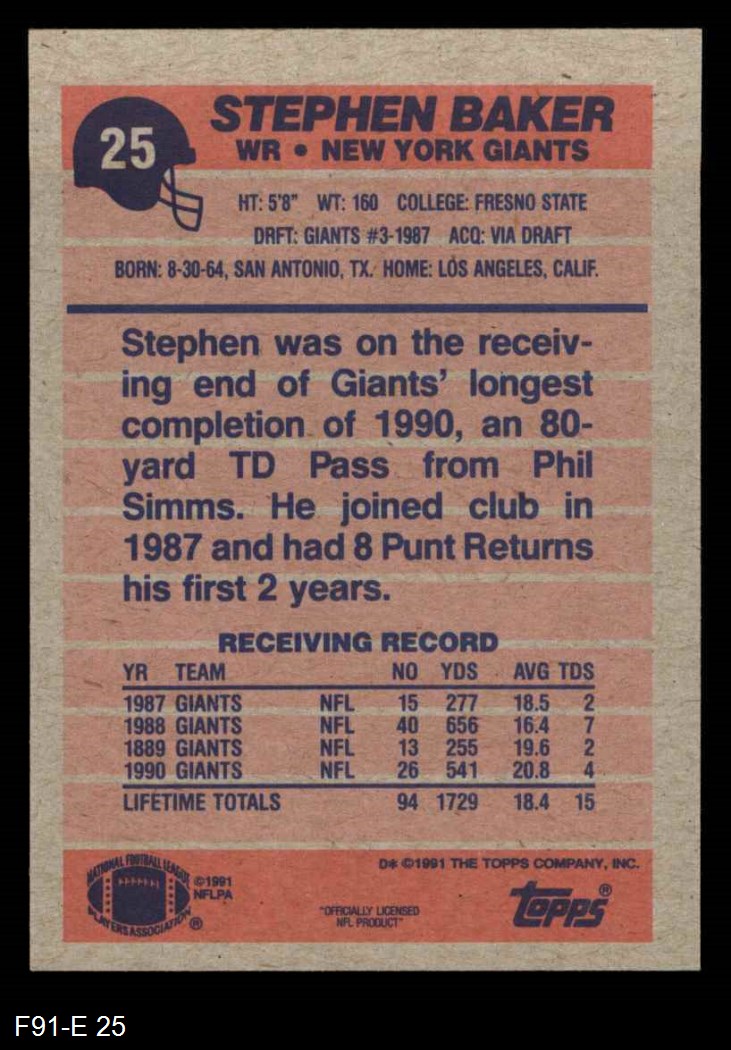 25
STEPHEN BAKER
WR • NEW YORK GIANTS
HT: 5'8" WT: 160 COLLEGE: FRESNO STATE
DRFT: GIANTS #3-1987 ACQ: VIA DRAFT
BORN: 8-30-64, SAN ANTONIO, TX. HOME: LOS ANGELES, CALIF.
Stephen was on the receiv-
ing end of Giants' longest
completion of 1990, an 80-
yard TD Pass from Phil
Simms. He joined club in
1987 and had 8 Punt Returns
his first 2 years.
RECEIVING RECORD
YR TEAM NO YDS AVG TDS
1987 GIANTS NFL 15 277 18.5 2
1988 GIANTS NFL 40 656 16.4 7
1889 GIANTS NFL 13 255 19.6 2
1990 GIANTS NFL 26 541 20.8 4
LIFETIME TOTALS 94 1729 18.4 15
D* ©1991 THE TOPPS COMPANY, INC.
NATIONAL FOOTBALL LEAGUE
PLAYERS ASSOCIATION ®
©1991
NFLPA
"OFFICIALLY LICENSED
NFL PRODUCT"
topps®
F91-E 25